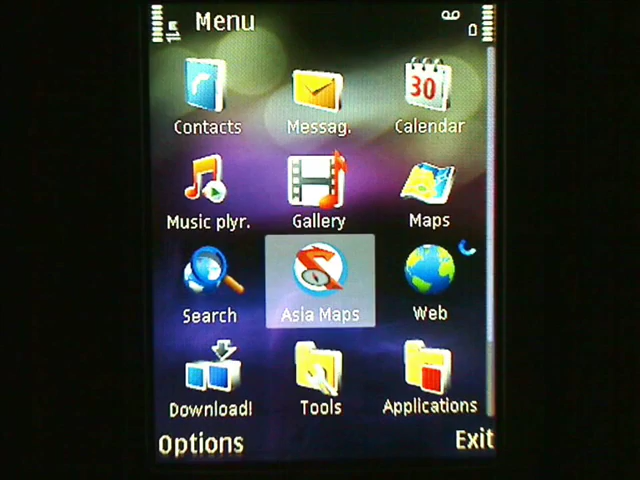 Menu
Contacts
Messag.
30
Calendar
Music plyr.
Gallery
Maps
Search
Asia Maps
Web
Download!
Tools
Applications
Options
Exit